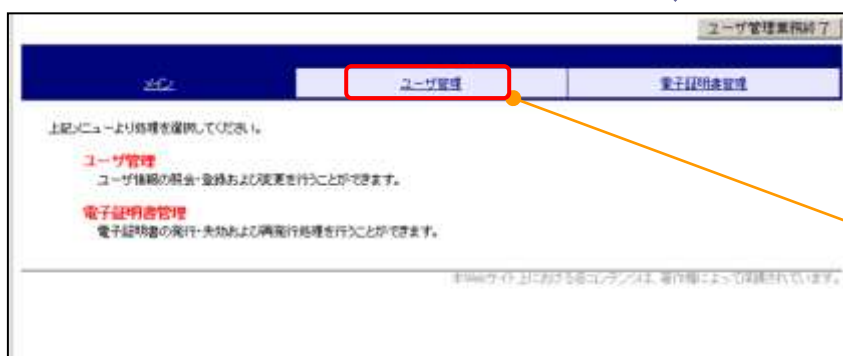 ユーザ管理業務終了
メイン ユーザ管理 電子証明書管理
上記メニューより処理を選択してください。
ユーザ管理
ユーザ情報の照会・登録および変更を行うことができます。
電子証明書管理
電子証明書の発行・失効および再発行処理を行うことができます。
本Webサイト上における各コンテンツは、著作権によって保護されています。